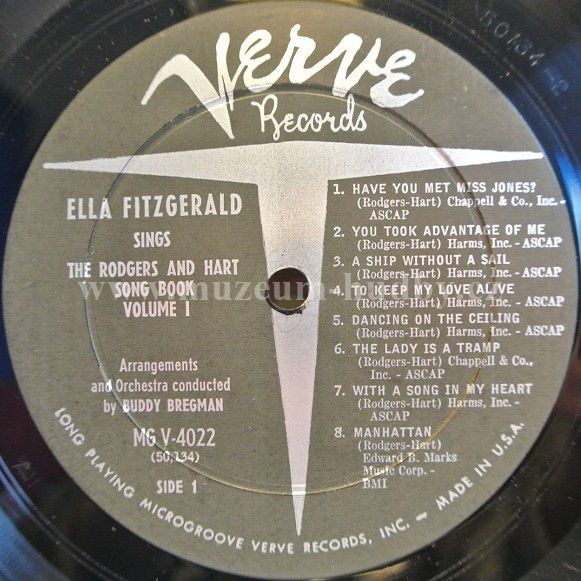 50134-2
Verve
Records
ELLA FITZGERALD
SINGS
THE RODGERS AND HART
SONG BOOK
VOLUME 1
Arrangements
and Orchestra conducted
by BUDDY BREGMAN
MG V-4022
(50,134)
SIDE 1
1. HAVE YOU MET MISS JONES?
(Rodgers-Hart) Chappell & Co., Inc. -
ASCAP
2. YOU TOOK ADVANTAGE OF ME
(Rodgers-Hart) Harms, Inc. - ASCAP
3. A SHIP WITHOUT A SAIL
(Rodgers-Hart) Harms, Inc. - ASCAP
4. TO KEEP MY LOVE ALIVE
(Rodgers-Hart) Harms, Inc. - ASCAP
5. DANCING ON THE CEILING
(Rodgers-Hart) Harms, Inc. - ASCAP
6. THE LADY IS A TRAMP
(Rodgers-Hart) Chappell & Co.,
Inc. - ASCAP
7. WITH A SONG IN MY HEART
(Rodgers-Hart) Harms, Inc. -
ASCAP
8. MANHATTAN
(Rodgers-Hart)
Edward B. Marks
Music Corp. -
BMI
LONG PLAYING MICROGROOVE VERVE RECORDS, INC. — MADE IN U.S.A.